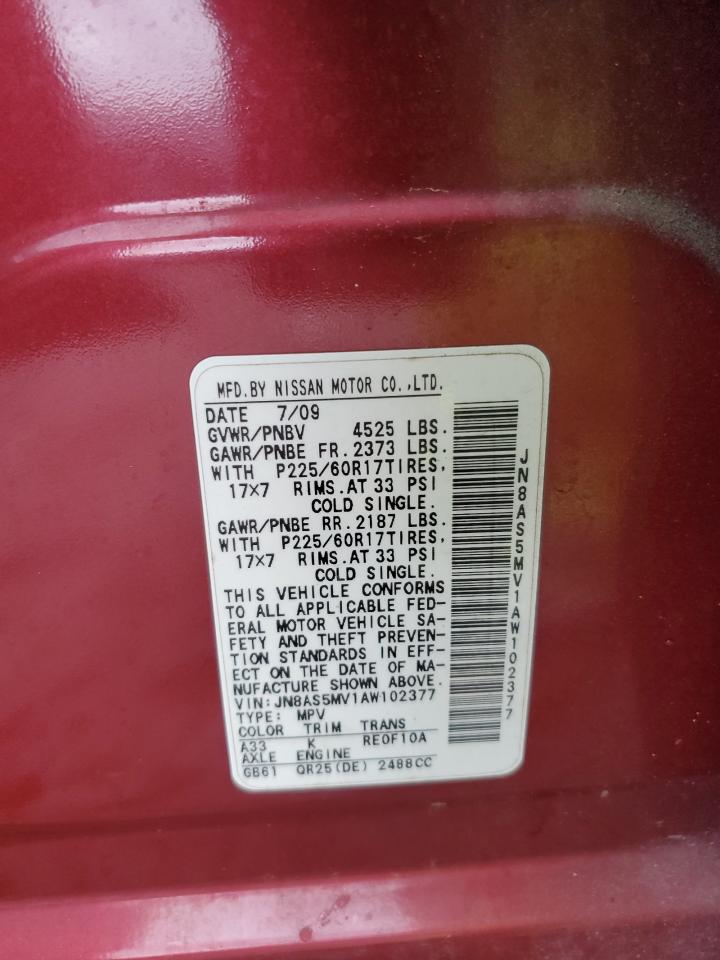 MFD.BY NISSAN MOTOR CO.,LTD.
DATE 7/09
GVWR/PNBV 4525 LBS.
GAWR/PNBE FR.2373 LBS.
WITH P225/60R17TIRES,
17×7 RIMS.AT 33 PSI
COLD SINGLE.
GAWR/PNBE RR.2187 LBS.
WITH P225/60R17TIRES,
17×7 RIMS.AT 33 PSI
COLD SINGLE.
THIS VEHICLE CONFORMS
TO ALL APPLICABLE FED-
ERAL MOTOR VEHICLE SA-
FETY AND THEFT PREVEN-
TION STANDARDS IN EFF-
ECT ON THE DATE OF MA-
NUFACTURE SHOWN ABOVE.
VIN:JN8AS5MV1AW102377
TYPE: MPV
COLOR TRIM TRANS
A33 K RE0F10A
AXLE ENGINE
GB61 QR25(DE) 2488CC
JN8AS5MV1AW102377